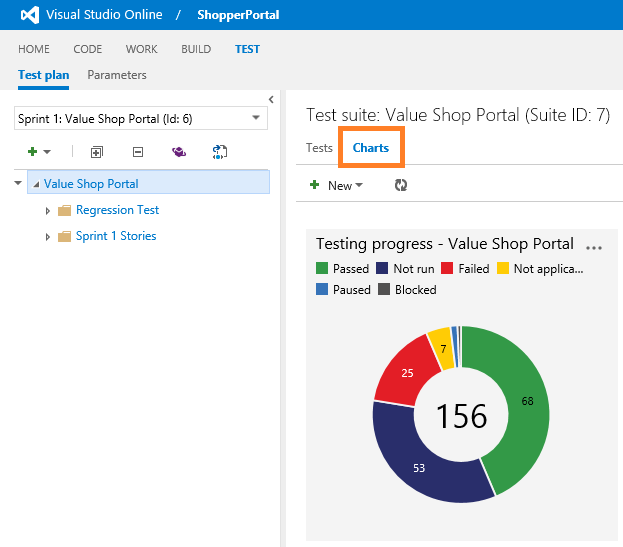 Visual Studio Online / ShopperPortal
HOME CODE WORK BUILD TEST
Test plan Parameters
Sprint 1: Value Shop Portal (Id: 6)
Value Shop Portal
Regression Test
Sprint 1 Stories
Test suite: Value Shop Portal (Suite ID: 7)
Tests Charts
New
Testing progress - Value Shop Portal ...
Passed Not run Failed Not applica...
Paused Blocked
7
25
68
156
53